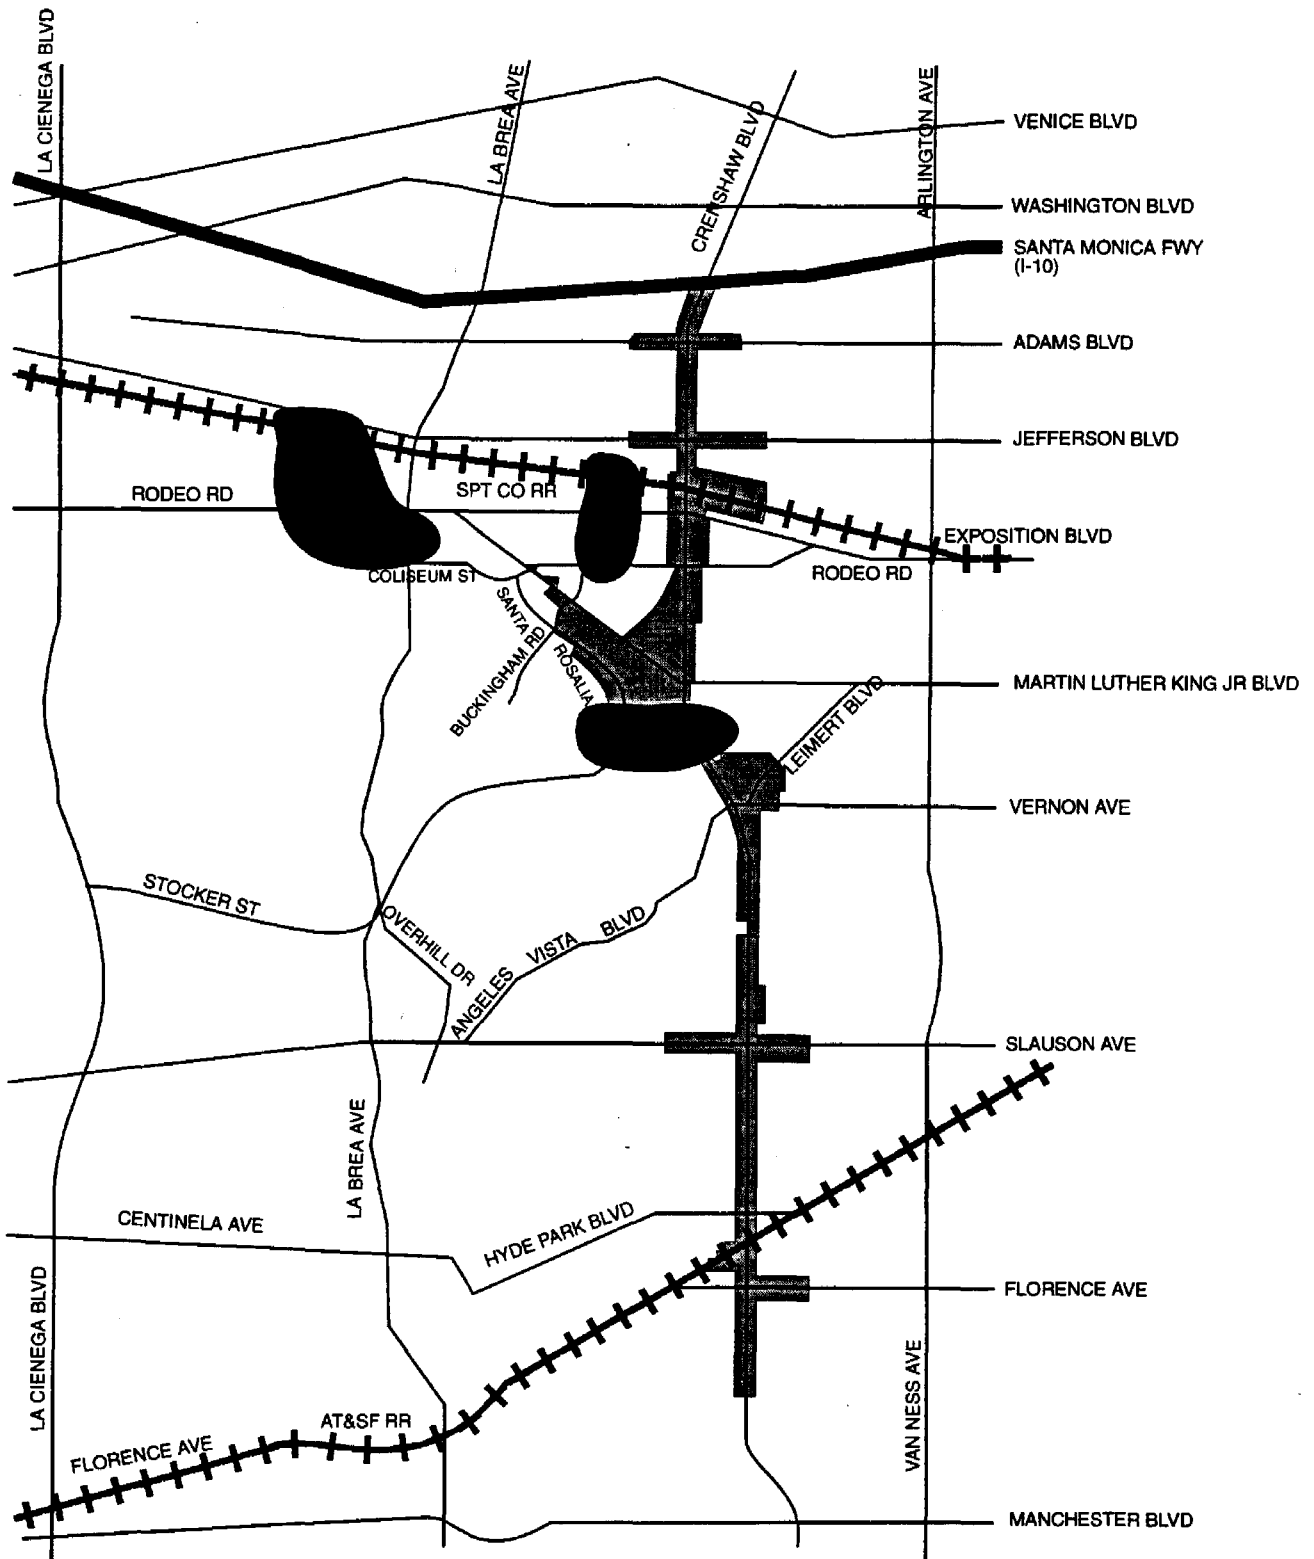 LA CIENEGA BLVD
LA BREA AVE
CRENSHAW BLVD
ARLINGTON AVE
VENICE BLVD
WASHINGTON BLVD
SANTA MONICA FWY
(I-10)
ADAMS BLVD
JEFFERSON BLVD
RODEO RD
SPT CO RR
EXPOSITION BLVD
RODEO RD
COLISEUM ST
SANTA
ROSALIA
BUCKINGHAM RD
MARTIN LUTHER KING JR BLVD
LEIMERT BLVD
VERNON AVE
STOCKER ST
OVERHILL DR
ANGELES VISTA BLVD
SLAUSON AVE
LA BREA AVE
CENTINELA AVE
HYDE PARK BLVD
FLORENCE AVE
LA CIENEGA BLVD
VAN NESS AVE
AT&SF RR
FLORENCE AVE
MANCHESTER BLVD